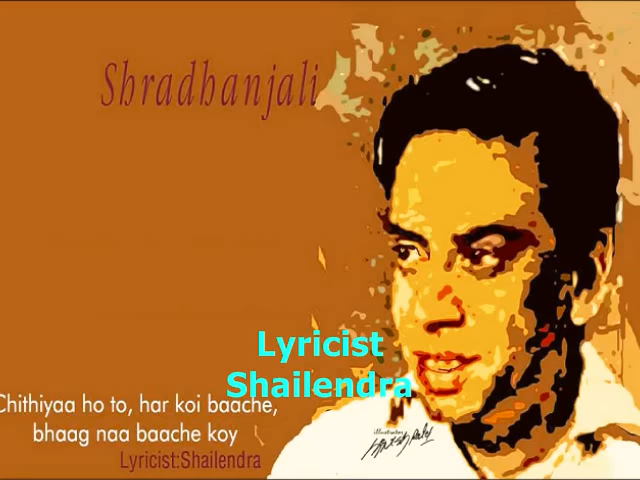 Shradhanjali
Lyricist
Shailendra
Chithiyaa ho to, har koi baache,
bhaag naa baache koy
Lyricist:Shailendra